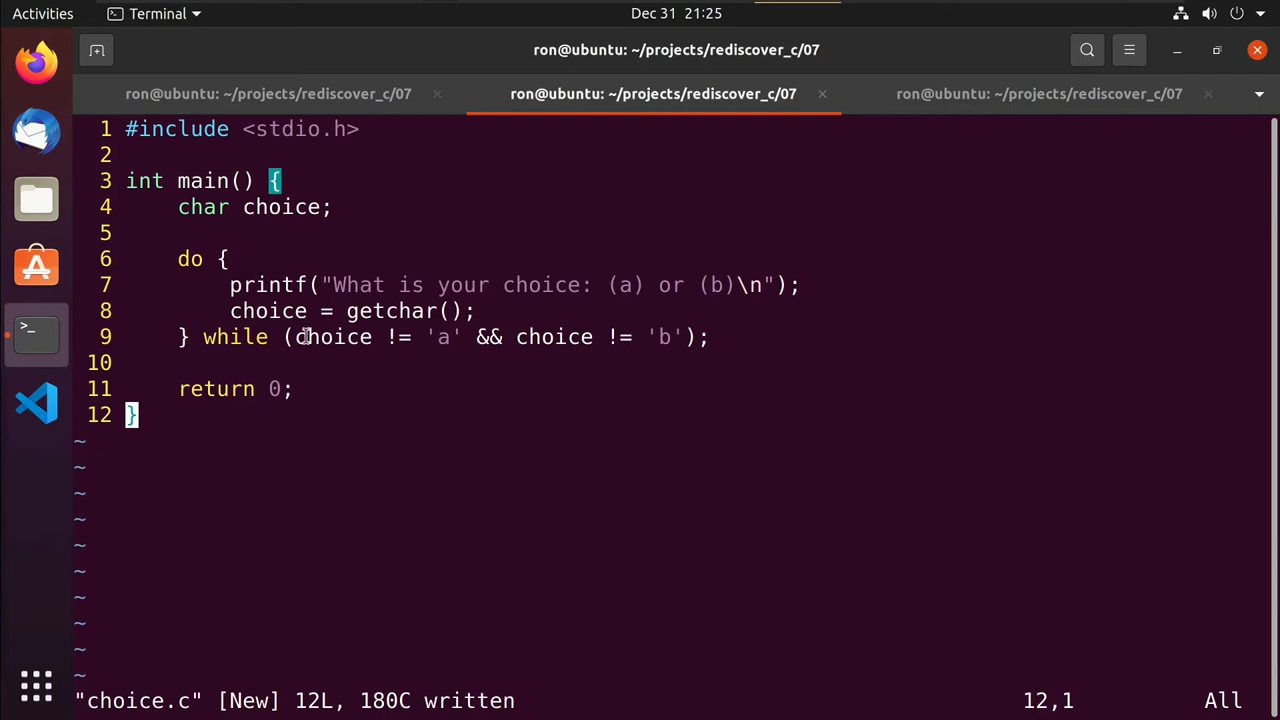 Activities Terminal Dec 31 21:25
ron@ubuntu: ~/projects/rediscover_c/07
ron@ubuntu: ~/projects/rediscover_c/07 ron@ubuntu: ~/projects/rediscover_c/07 ron@ubuntu: ~/projects/rediscover_c/07
1 #include <stdio.h>
2
3 int main() {
4     char choice;
5
6     do {
7         printf("What is your choice: (a) or (b)\n");
8         choice = getchar();
9     } while (choice != 'a' && choice != 'b');
10
11     return 0;
12 }
~
~
~
~
~
~
~
~
~
~
"choice.c" [New] 12L, 180C written 12,1 All